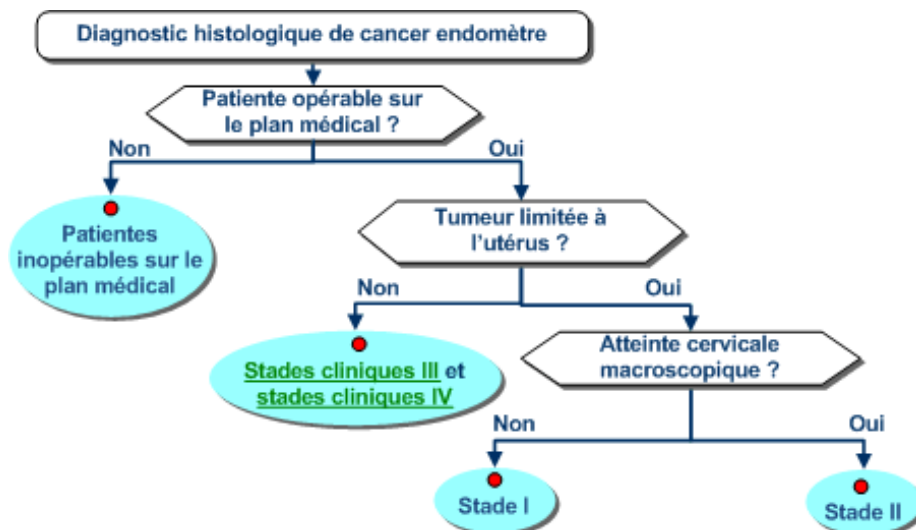 Diagnostic histologique de cancer endomètre
Patiente opérable sur
le plan médical ?
Non
Oui
Patientes
inopérables sur le
plan médical
Tumeur limitée à
l'utérus ?
Non
Oui
Stades cliniques III et
stades cliniques IV
Atteinte cervicale
macroscopique ?
Non
Oui
Stade I
Stade II